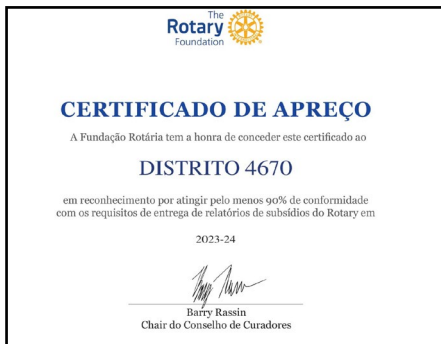 The
Rotary
Foundation
CERTIFICADO DE APREÇO
A Fundação Rotária tem a honra de conceder este certificado ao
DISTRITO 4670
em reconhecimento por atingir pelo menos 90% de conformidade
com os requisitos de entrega de relatórios de subsídios do Rotary em
2023-24
Barry Rassin
Chair do Conselho de Curadores